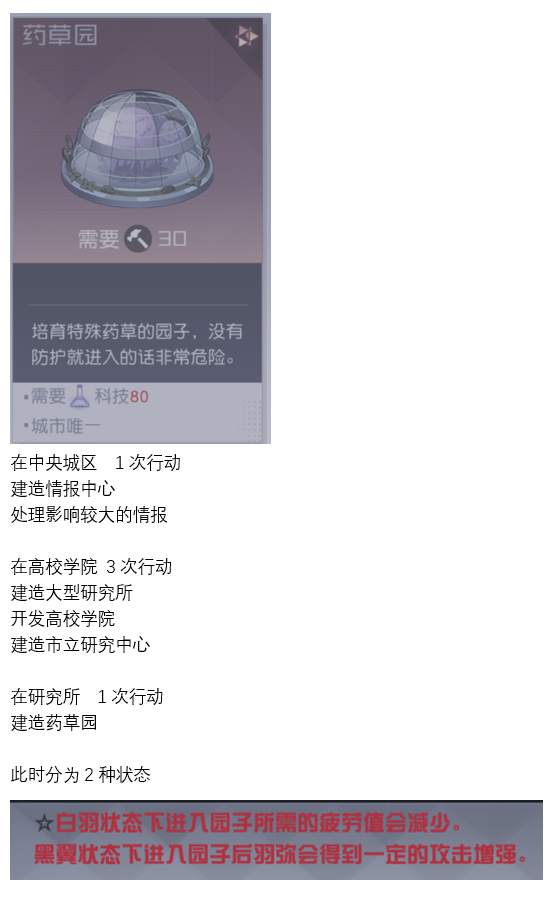 药草园
需要 30
培育特殊药草的园子，没有
防护就进入的话非常危险。
·需要 科技80
·城市唯一
在中央城区 1次行动
建造情报中心
处理影响较大的情报
在高校学院 3次行动
建造大型研究所
开发高校学院
建造市立研究中心
在研究所 1次行动
建造药草园
此时分为2种状态
☆白羽状态下进入园子所需的疲劳值会减少。
黑翼状态下进入园子后羽弥会得到一定的攻击增强。